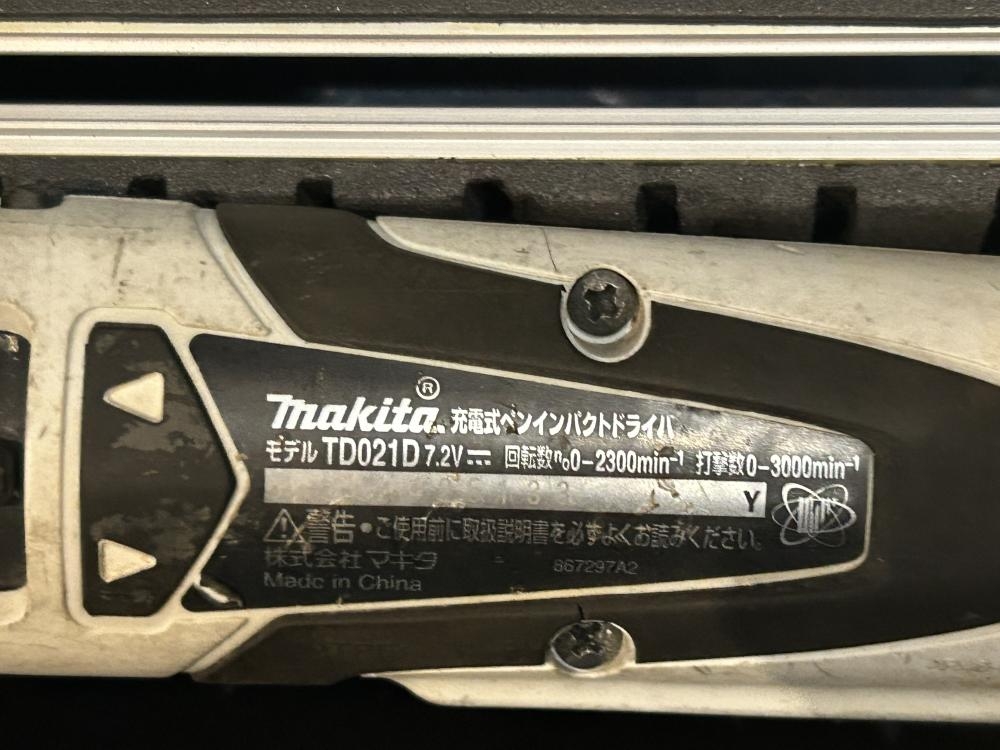 makita® 充電式ペンインパクトドライバ
モデル TD021D 7.2V⎓ 回転数n₀0-2300min⁻¹ 打撃数0-3000min⁻¹
Y
⚠警告・ご使用前に取扱説明書を必ずよくお読みください。
株式会社 マキタ 867297A2
Made in China